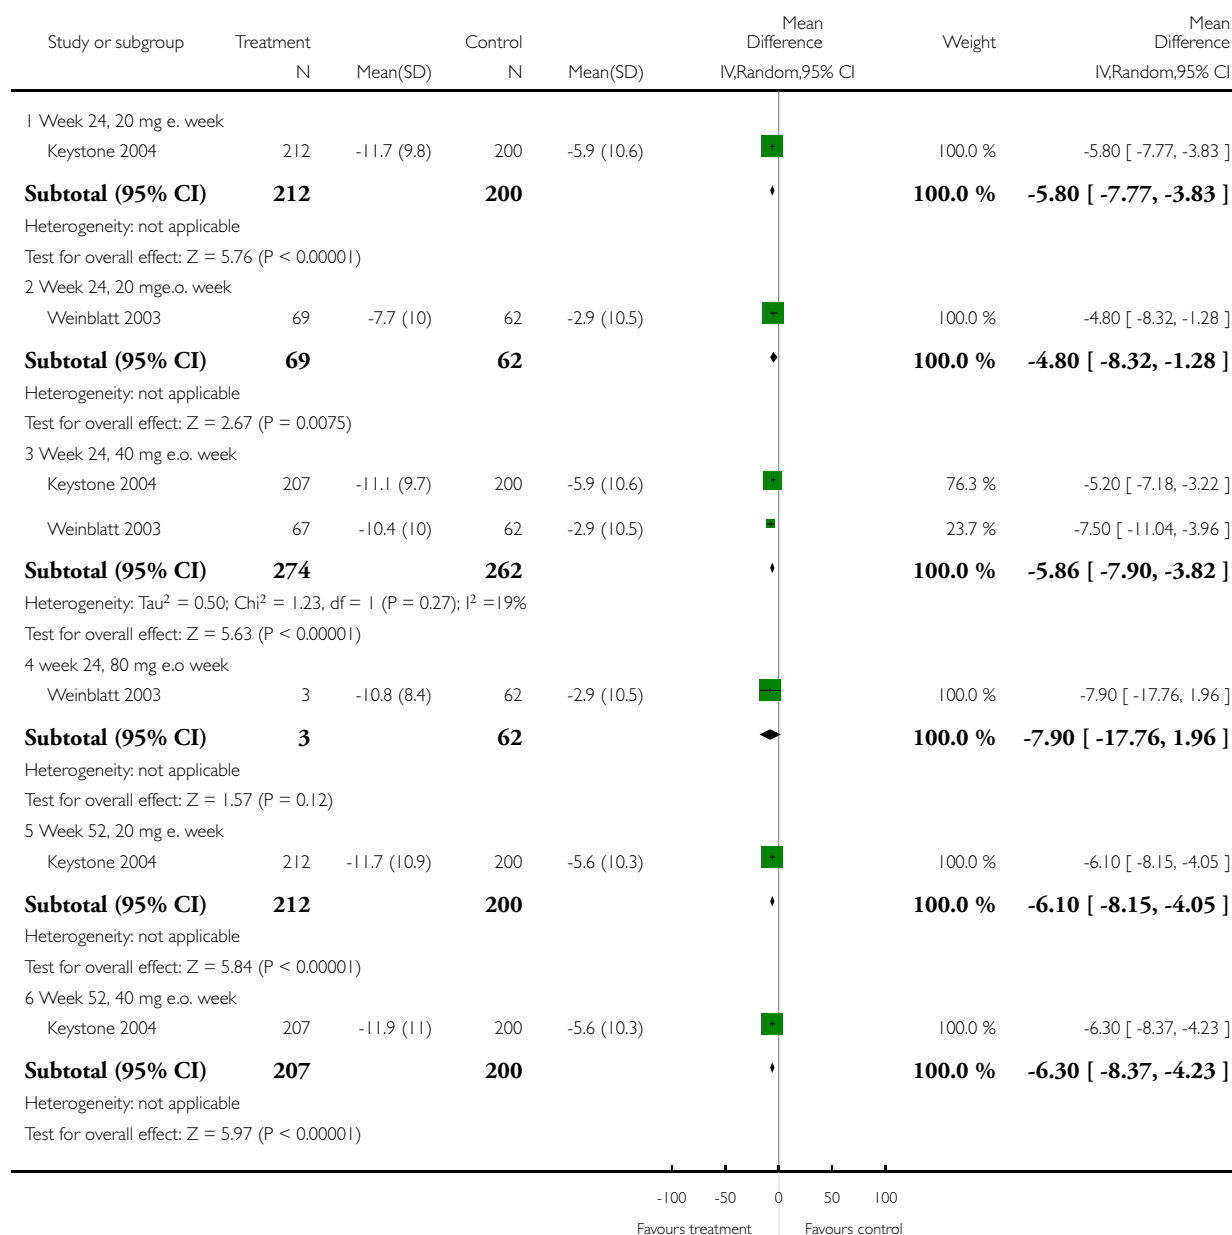 Study or subgroup Treatment Control Mean Difference Weight Mean Difference
N Mean(SD) N Mean(SD) IV,Random,95% CI IV,Random,95% CI
1 Week 24, 20 mg e. week
Keystone 2004 212 -11.7 (9.8) 200 -5.9 (10.6) 100.0 % -5.80 [ -7.77, -3.83 ]
Subtotal (95% CI) 212 200 100.0 % -5.80 [ -7.77, -3.83 ]
Heterogeneity: not applicable
Test for overall effect: Z = 5.76 (P < 0.00001)
2 Week 24, 20 mge.o. week
Weinblatt 2003 69 -7.7 (10) 62 -2.9 (10.5) 100.0 % -4.80 [ -8.32, -1.28 ]
Subtotal (95% CI) 69 62 100.0 % -4.80 [ -8.32, -1.28 ]
Heterogeneity: not applicable
Test for overall effect: Z = 2.67 (P = 0.0075)
3 Week 24, 40 mg e.o. week
Keystone 2004 207 -11.1 (9.7) 200 -5.9 (10.6) 76.3 % -5.20 [ -7.18, -3.22 ]
Weinblatt 2003 67 -10.4 (10) 62 -2.9 (10.5) 23.7 % -7.50 [ -11.04, -3.96 ]
Subtotal (95% CI) 274 262 100.0 % -5.86 [ -7.90, -3.82 ]
Heterogeneity: Tau² = 0.50; Chi² = 1.23, df = 1 (P = 0.27); I² =19%
Test for overall effect: Z = 5.63 (P < 0.00001)
4 week 24, 80 mg e.o week
Weinblatt 2003 3 -10.8 (8.4) 62 -2.9 (10.5) 100.0 % -7.90 [ -17.76, 1.96 ]
Subtotal (95% CI) 3 62 100.0 % -7.90 [ -17.76, 1.96 ]
Heterogeneity: not applicable
Test for overall effect: Z = 1.57 (P = 0.12)
5 Week 52, 20 mg e. week
Keystone 2004 212 -11.7 (10.9) 200 -5.6 (10.3) 100.0 % -6.10 [ -8.15, -4.05 ]
Subtotal (95% CI) 212 200 100.0 % -6.10 [ -8.15, -4.05 ]
Heterogeneity: not applicable
Test for overall effect: Z = 5.84 (P < 0.00001)
6 Week 52, 40 mg e.o. week
Keystone 2004 207 -11.9 (11) 200 -5.6 (10.3) 100.0 % -6.30 [ -8.37, -4.23 ]
Subtotal (95% CI) 207 200 100.0 % -6.30 [ -8.37, -4.23 ]
Heterogeneity: not applicable
Test for overall effect: Z = 5.97 (P < 0.00001)
-100 -50 0 50 100
Favours treatment Favours control